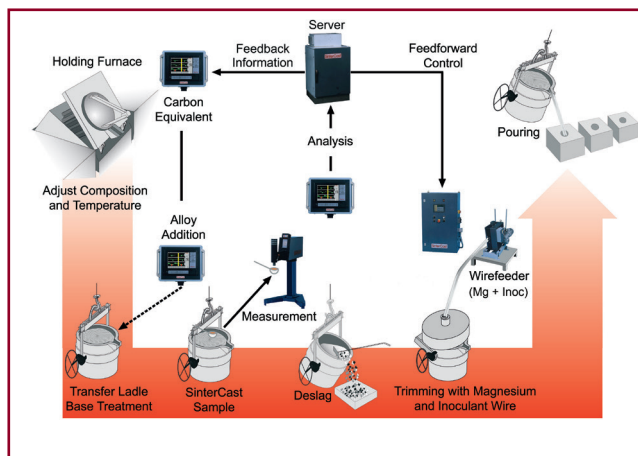 Server
Holding Furnace
Feedback
Information
Feedforward
Control
Carbon
Equivalent
Pouring
Analysis
Adjust Composition
and Temperature
Alloy
Addition
Wirefeeder
(Mg + Inoc)
Measurement
Transfer Ladle
Base Treatment
SinterCast
Sample
Deslag
Trimming with Magnesium
and Inoculant Wire